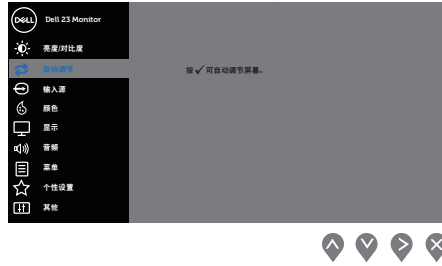 DELL
Dell 23 Monitor
亮度/对比度
自动调节
按✓可自动调节屏幕。
输入源
颜色
显示
音频
菜单
个性设置
其他